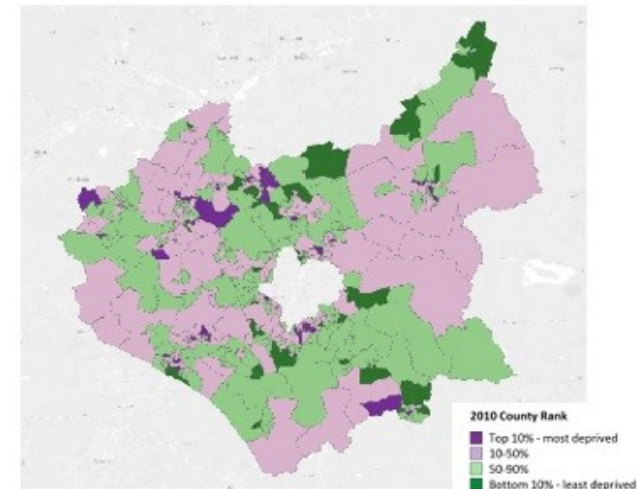 2010 County Rank
Top 10% - most deprived
10-50%
50-90%
Bottom 10% - least deprived